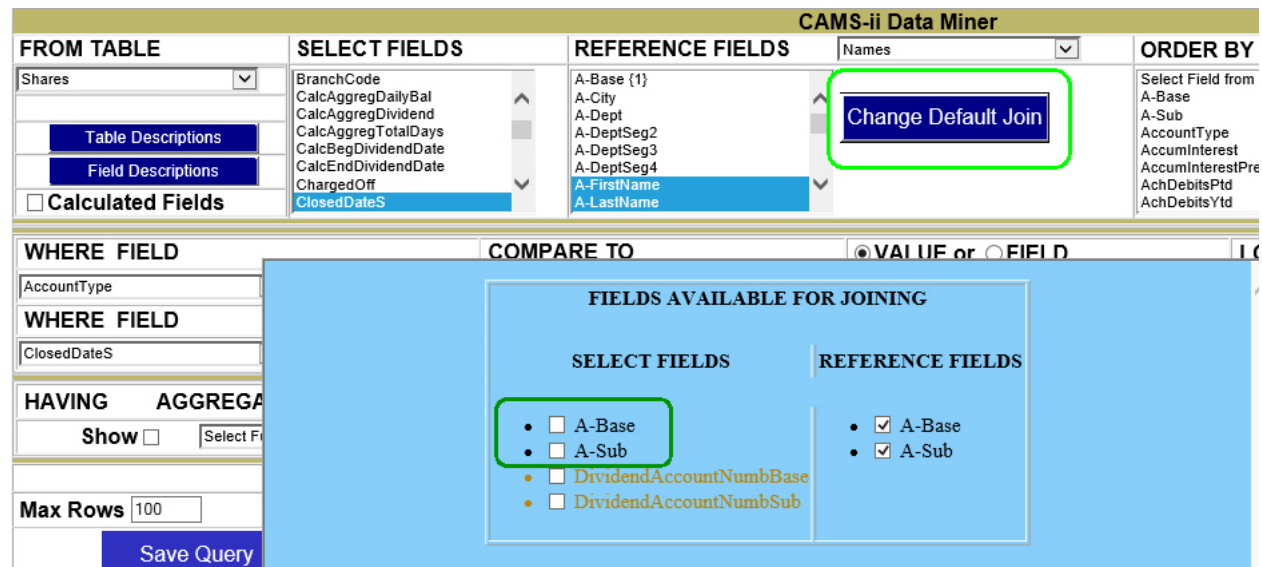 CAMS-ii Data Miner
FROM TABLE
SELECT FIELDS
REFERENCE FIELDS
Names
ORDER BY
Shares
Table Descriptions
Field Descriptions
Calculated Fields
BranchCode
CalcAggregDailyBal
CalcAggregDividend
CalcAggregTotalDays
CalcBegDividendDate
CalcEndDividendDate
ChargedOff
ClosedDateS
A-Base {1}
A-City
A-Dept
A-DeptSeg2
A-DeptSeg3
A-DeptSeg4
A-FirstName
A-LastName
Change Default Join
Select Field from
A-Base
A-Sub
AccountType
AccumInterest
AccumInterestPre
AchDebitsPtd
AchDebitsYtd
WHERE FIELD
COMPARE TO
VALUE or FIELD
AccountType
WHERE FIELD
ClosedDateS
HAVING AGGREGA
Show Select Fu
Max Rows 100
Save Query
FIELDS AVAILABLE FOR JOINING
SELECT FIELDS
REFERENCE FIELDS
A-Base
A-Sub
DividendAccountNumbBase
DividendAccountNumbSub
A-Base
A-Sub